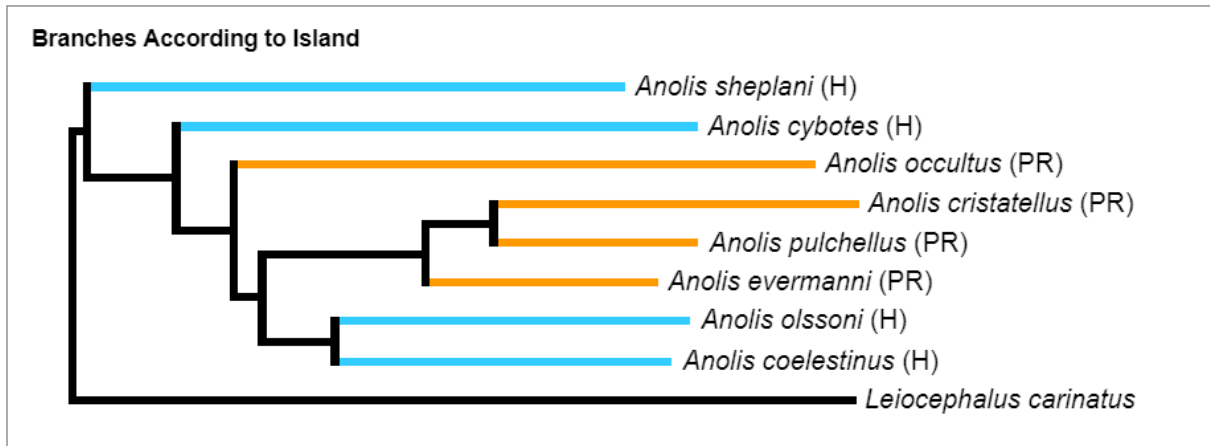 Branches According to Island
Anolis sheplani (H)
Anolis cybotes (H)
Anolis occultus (PR)
Anolis cristatellus (PR)
Anolis pulchellus (PR)
Anolis evermanni (PR)
Anolis olssoni (H)
Anolis coelestinus (H)
Leiocephalus carinatus